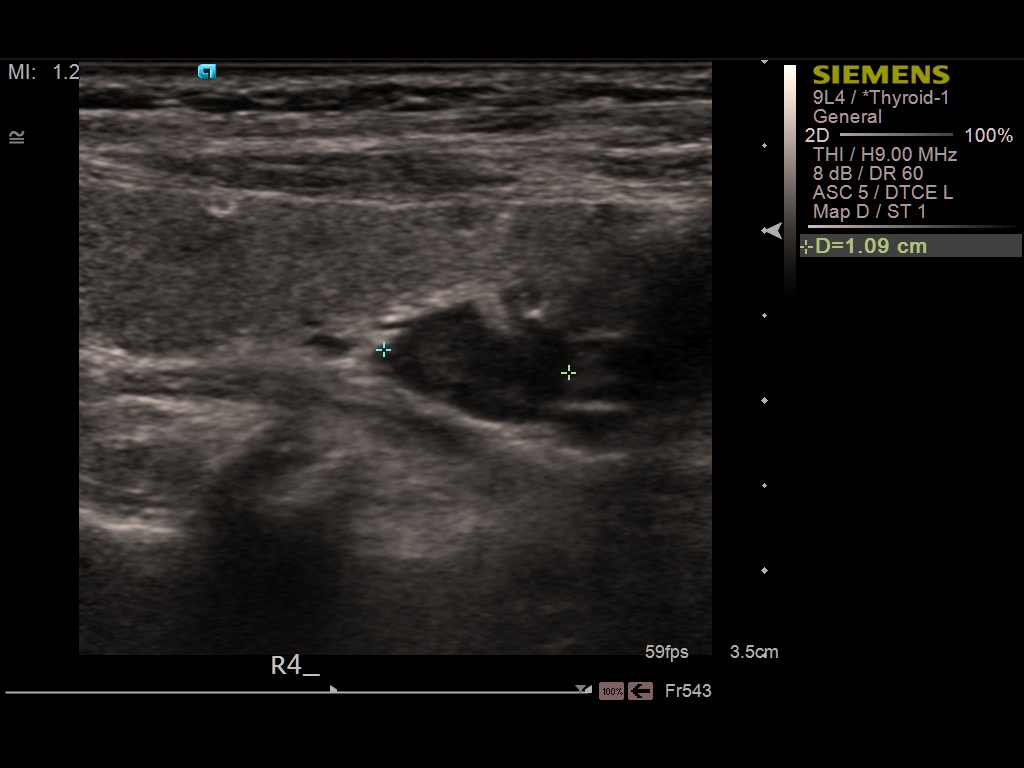 MI: 1.2
SIEMENS
9L4 / *Thyroid-1
General
2D 100%
THI / H9.00 MHz
8 dB / DR 60
ASC 5 / DTCE L
Map D / ST 1
D=1.09 cm
59fps 3.5cm
R4_
100% Fr543